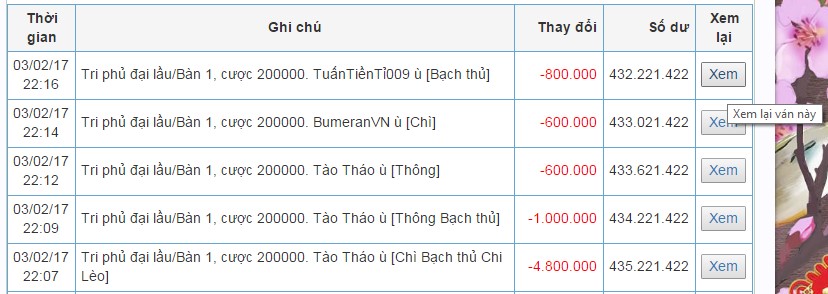 Thời gian Ghi chú Thay đổi Số dư Xem lại
03/02/17 22:16 Tri phủ đại lầu/Bàn 1, cược 200000. TuấnTiềnTỉ009 ù [Bạch thủ] -800.000 432.221.422 Xem
Xem lại ván này
03/02/17 22:14 Tri phủ đại lầu/Bàn 1, cược 200000. BumeranVN ù [Chì] -600.000 433.021.422 Xem
03/02/17 22:12 Tri phủ đại lầu/Bàn 1, cược 200000. Tào Tháo ù [Thông] -600.000 433.621.422 Xem
03/02/17 22:09 Tri phủ đại lầu/Bàn 1, cược 200000. Tào Tháo ù [Thông Bạch thủ] -1.000.000 434.221.422 Xem
03/02/17 22:07 Tri phủ đại lầu/Bàn 1, cược 200000. Tào Tháo ù [Chì Bạch thủ Chi Lèo] -4.800.000 435.221.422 Xem